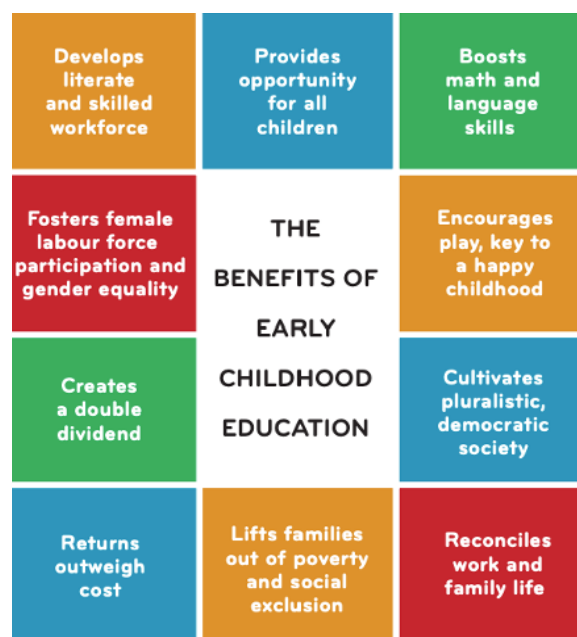 Develops
literate
and skilled
workforce
Provides
opportunity
for all
children
Boosts
math and
language
skills
Fosters female
labour force
participation and
gender equality
THE
BENEFITS OF
EARLY
CHILDHOOD
EDUCATION
Encourages
play, key to
a happy
childhood
Creates
a double
dividend
Cultivates
pluralistic,
democratic
society
Returns
outweigh
cost
Lifts families
out of poverty
and social
exclusion
Reconciles
work and
family life